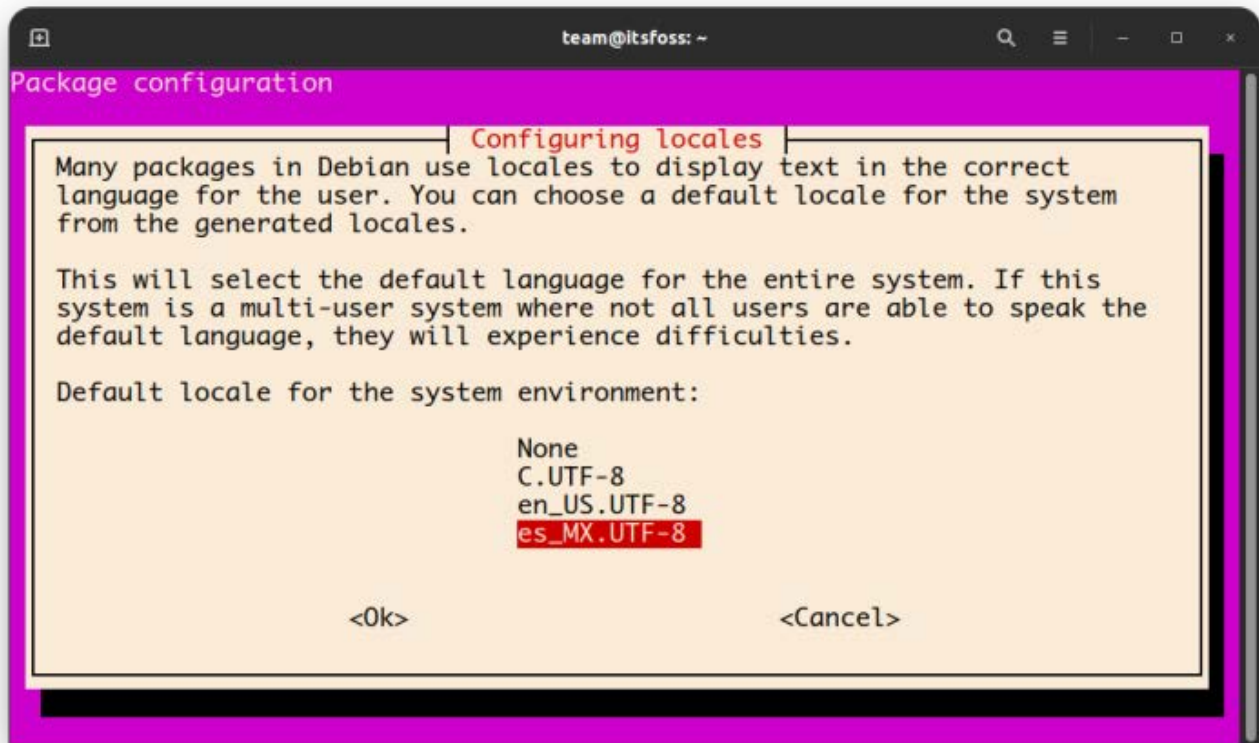 team@itsfoss: ~
Package configuration
Configuring locales
Many packages in Debian use locales to display text in the correct
language for the user. You can choose a default locale for the system
from the generated locales.
This will select the default language for the entire system. If this
system is a multi-user system where not all users are able to speak the
default language, they will experience difficulties.
Default locale for the system environment:
None
C.UTF-8
en_US.UTF-8
es_MX.UTF-8
<Ok> <Cancel>